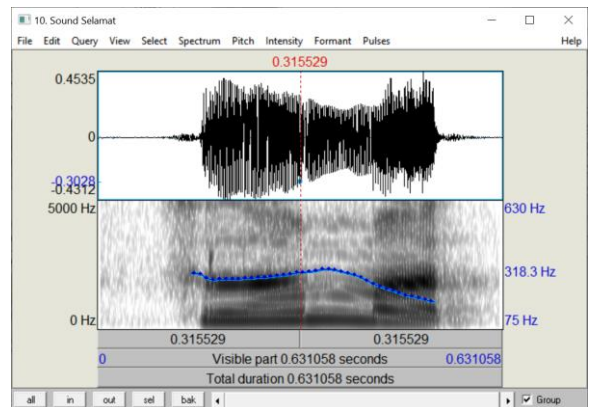 10. Sound Selamat
File Edit Query View Select Spectrum Pitch Intensity Formant Pulses Help
0.315529
0.4535
0
-0.3028
-0.4312
5000 Hz 630 Hz
318.3 Hz
0 Hz 75 Hz
0.315529 0.315529
0 Visible part 0.631058 seconds 0.631058
Total duration 0.631058 seconds
all in out sel bak Group